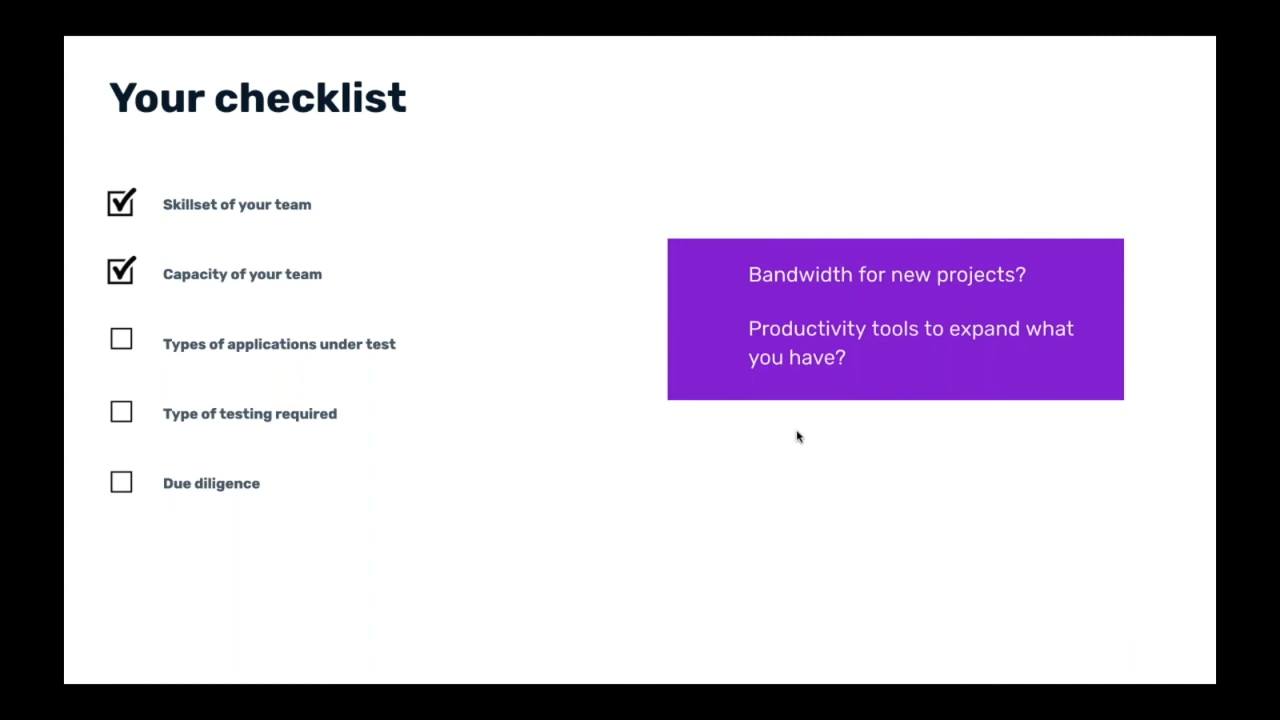 Your checklist
Skillset of your team
Capacity of your team
Types of applications under test
Type of testing required
Due diligence
Bandwidth for new projects?
Productivity tools to expand what
you have?